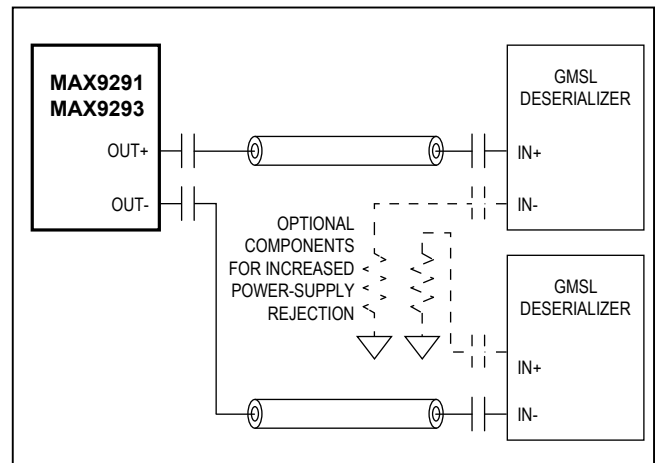 MAX9291
MAX9293
OUT+
OUT-
GMSL
DESERIALIZER
IN+
IN-
OPTIONAL
COMPONENTS
FOR INCREASED
POWER-SUPPLY
REJECTION
GMSL
DESERIALIZER
IN+
IN-